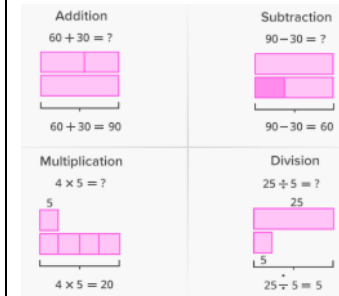 Addition
60 + 30 = ?
60 + 30 = 90
Subtraction
90 − 30 = ?
90 − 30 = 60
Multiplication
4 × 5 = ?
5
4 × 5 = 20
Division
25 ÷ 5 = ?
25
5
25 ÷ 5 = 5